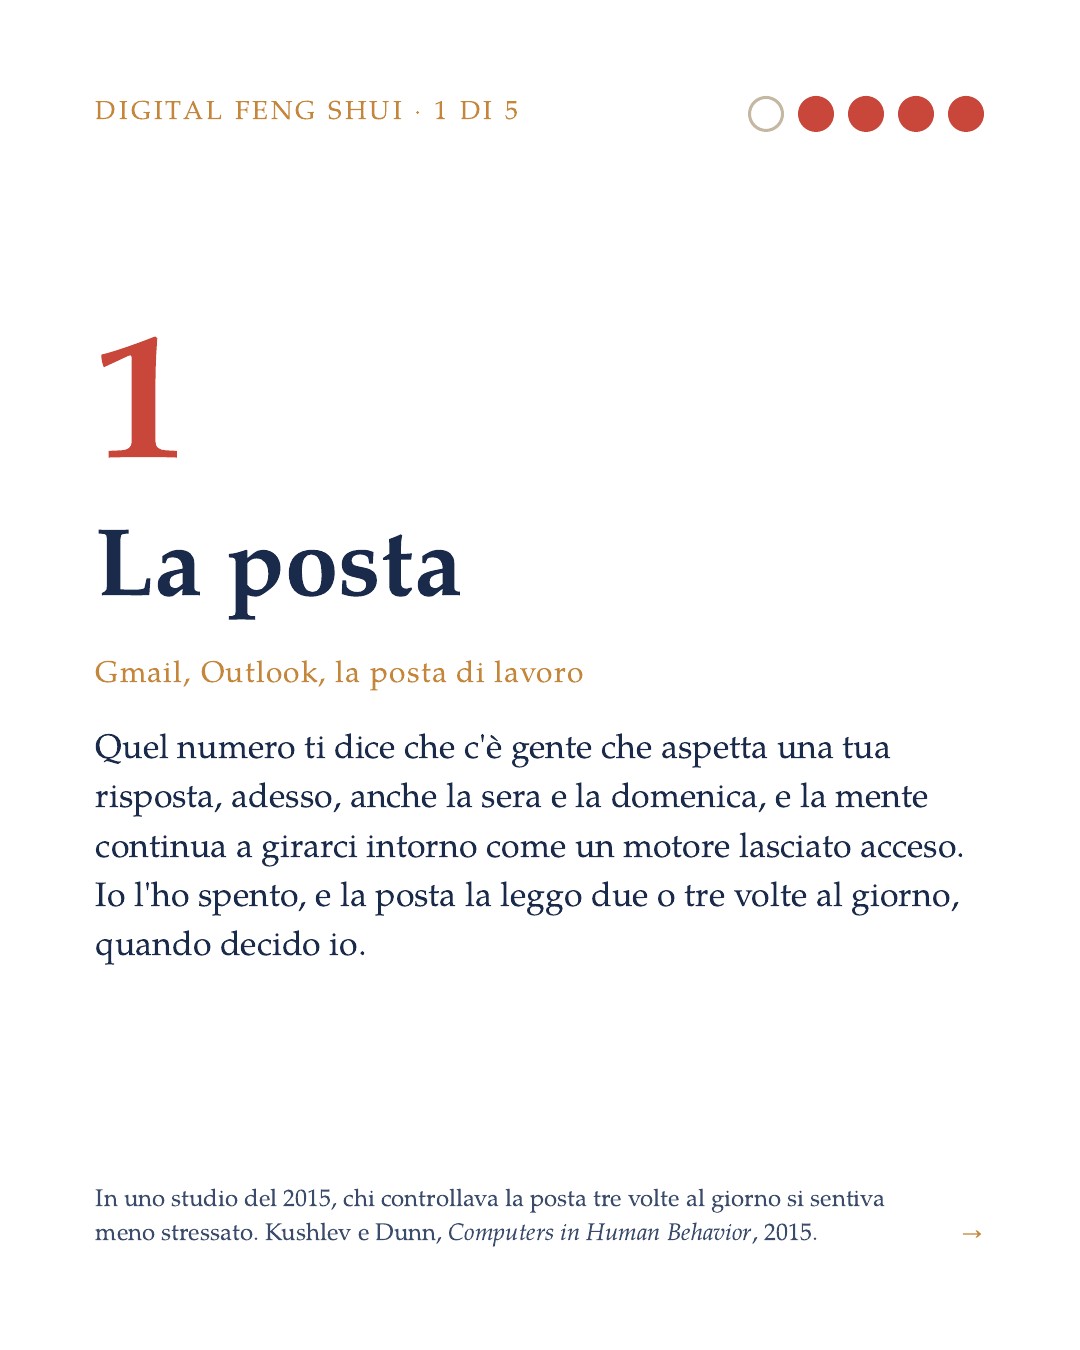 DIGITAL FENG SHUI · 1 DI 5
1
La posta
Gmail, Outlook, la posta di lavoro
Quel numero ti dice che c'è gente che aspetta una tua
risposta, adesso, anche la sera e la domenica, e la mente
continua a girarci intorno come un motore lasciato acceso.
Io l'ho spento, e la posta la leggo due o tre volte al giorno,
quando decido io.
In uno studio del 2015, chi controllava la posta tre volte al giorno si sentiva
meno stressato. Kushlev e Dunn, Computers in Human Behavior, 2015. →